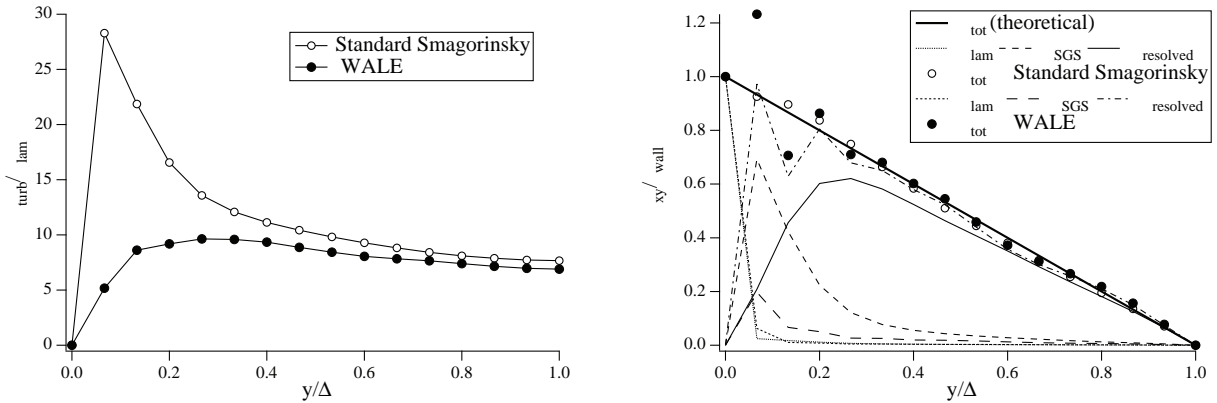 30
25
20
15
10
5
0
turb/ lam
Standard Smagorinsky
WALE
0.0 0.2 0.4 0.6 0.8 1.0
y/Δ
1.2
1.0
0.8
0.6
0.4
0.2
0.0
xy/ wall
tot (theoretical)
lam SGS resolved
tot Standard Smagorinsky
lam SGS resolved
tot WALE
0.0 0.2 0.4 0.6 0.8 1.0
y/Δ